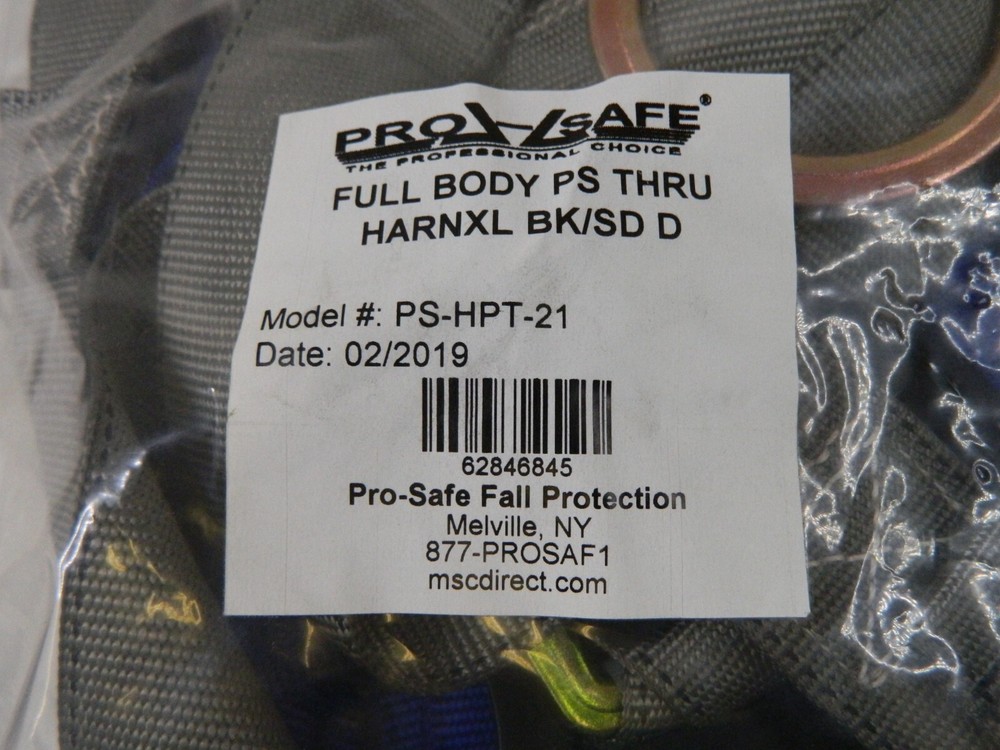 PRO SAFE®
THE PROFESSIONAL CHOICE
FULL BODY PS THRU
HARNXL BK/SD D
Model #: PS-HPT-21
Date: 02/2019
62846845
Pro-Safe Fall Protection
Melville, NY
877-PROSAF1
mscdirect.com